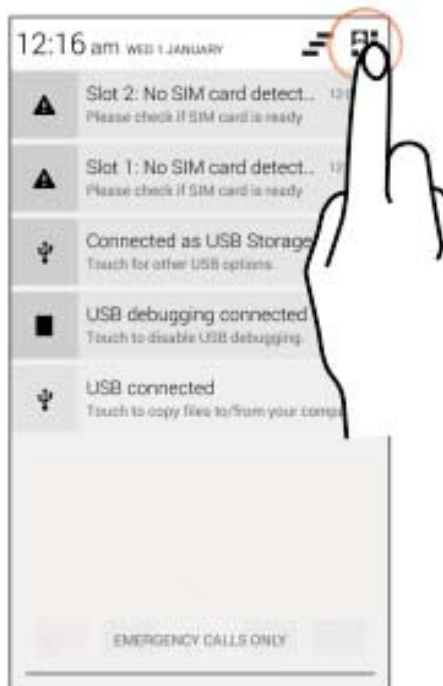 12:16 am WED 1 JANUARY
Slot 2: No SIM card detect..
Please check if SIM card is ready
Slot 1: No SIM card detect..
Please check if SIM card is ready
Connected as USB Storage
Touch for other USB options.
USB debugging connected
Touch to disable USB debugging.
USB connected
Touch to copy files to/from your
EMERGENCY CALLS ONLY